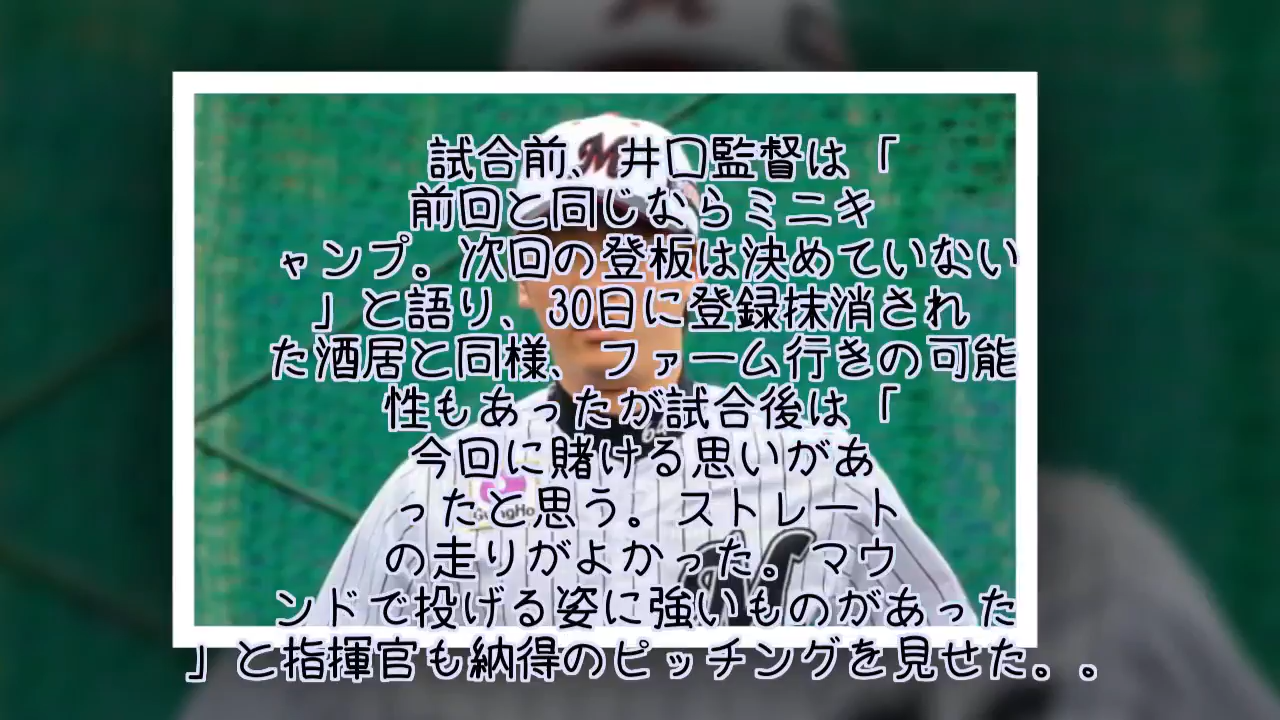 試合前、井口監督は「
前回と同じならミニキ
ャンプ。次回の登板は決めていない
」と語り、30日に登録抹消され
た酒居と同様、ファーム行きの可能
性もあったが試合後は「
今回に賭ける思いがあ
ったと思う。ストレート
の走りがよかった。マウ
ンドで投げる姿に強いものがあった
」と指揮官も納得のピッチングを見せた。。
M
GungHo
M